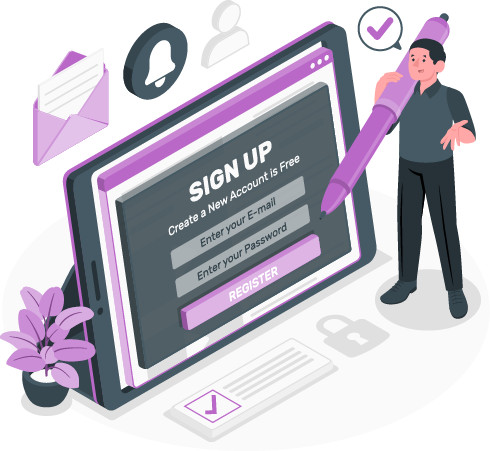 SIGN UP
Create a New Account is Free
Enter your E-mail
Enter your Password
REGISTER